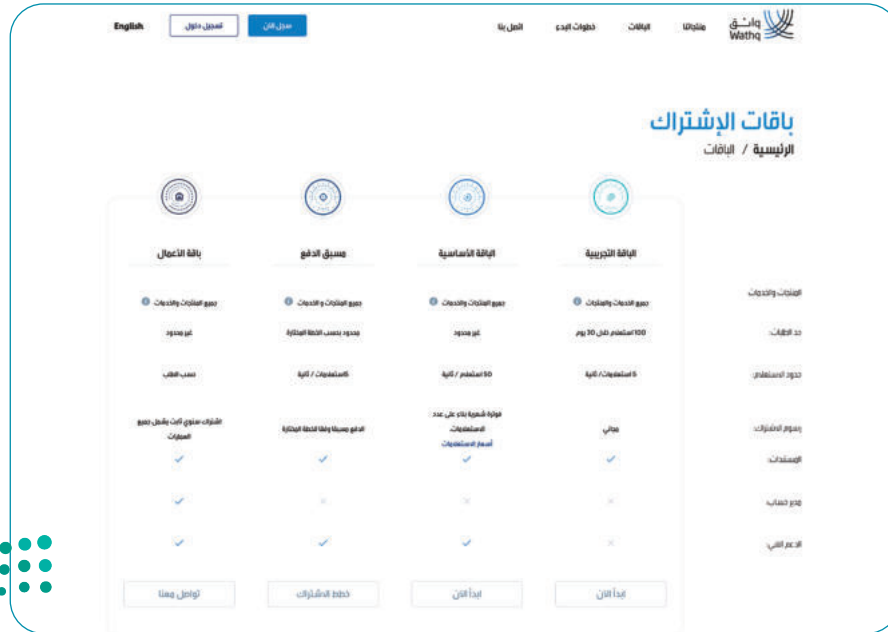 واثق
Wathq
منتجاتنا
الباقات
خطوات البدء
اتصل بنا
سجل الآن
تسجيل دخول
English
باقات الإشتراك
الرئيسية / الباقات
الباقة التجريبية
الباقة الأساسية
مسبق الدفع
باقة الأعمال
المنتجات والخدمات
جميع الخدمات والمنتجات
جميع المنتجات والخدمات
جميع المنتجات والخدمات
جميع المنتجات والخدمات
حد الطلبات:
100 استعلام خلال 30 يوم
غير محدود
محدود بحسب الخطة المختارة
غير محدود
حدود الاستعلام:
5 استعلامات / ثانية
50 استعلام / ثانية
5استعلامات / ثانية
حسب الطلب
رسوم الاشتراك:
مجاني
فوترة شهرية بناء على عدد
الاستعلامات.
أسعار الاستعلامات
الدفع مسبقا وفقا للخطة المختارة
اشتراك سنوي ثابت يشمل جميع
المستندات:
مدير حساب:
الدعم الفني:
ابدأ الآن
ابدأ الآن
خطط الاشتراك
تواصل معنا